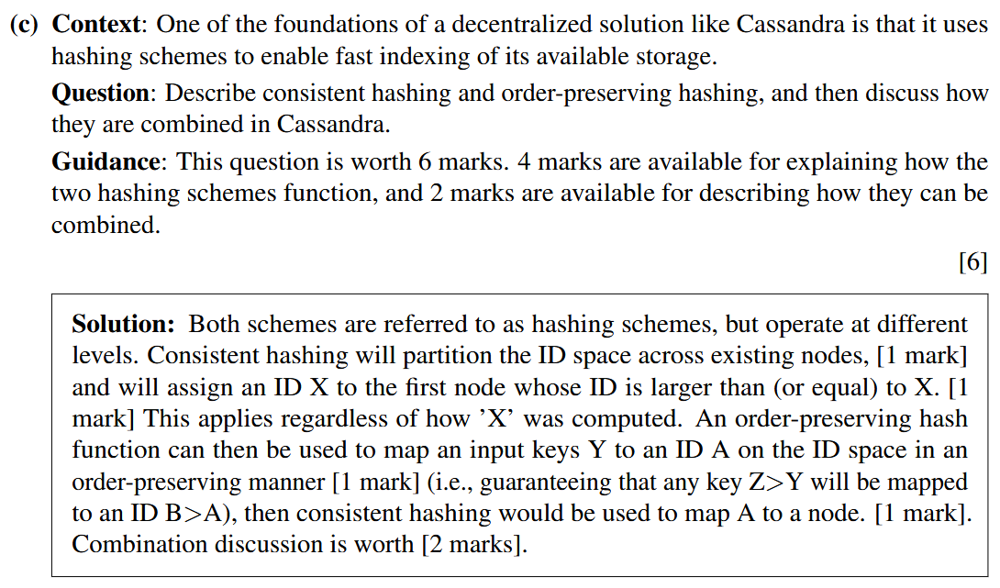 (c) Context: One of the foundations of a decentralized solution like Cassandra is that it uses
hashing schemes to enable fast indexing of its available storage.
Question: Describe consistent hashing and order-preserving hashing, and then discuss how
they are combined in Cassandra.
Guidance: This question is worth 6 marks. 4 marks are available for explaining how the
two hashing schemes function, and 2 marks are available for describing how they can be
combined.
[6]
Solution: Both schemes are referred to as hashing schemes, but operate at different
levels. Consistent hashing will partition the ID space across existing nodes, [1 mark]
and will assign an ID X to the first node whose ID is larger than (or equal) to X. [1
mark] This applies regardless of how ’X’ was computed. An order-preserving hash
function can then be used to map an input keys Y to an ID A on the ID space in an
order-preserving manner [1 mark] (i.e., guaranteeing that any key Z>Y will be mapped
to an ID B>A), then consistent hashing would be used to map A to a node. [1 mark].
Combination discussion is worth [2 marks].